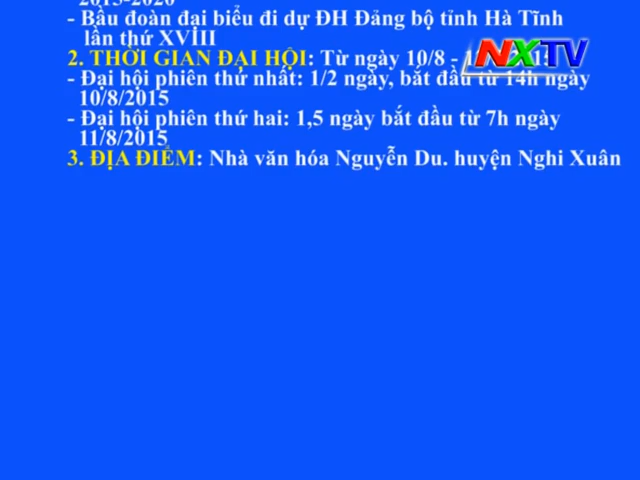 2015-2020
- Bầu đoàn đại biểu đi dự ĐH Đảng bộ tỉnh Hà Tĩnh
lần thứ XVIII
2. THỜI GIAN ĐẠI HỘI: Từ ngày 10/8 -
NXTV
- Đại hội phiên thứ nhất: 1/2 ngày, bắt đầu từ 14h ngày
10/8/2015
- Đại hội phiên thứ hai: 1,5 ngày bắt đầu từ 7h ngày
11/8/2015
3. ĐỊA ĐIỂM: Nhà văn hóa Nguyễn Du. huyện Nghi Xuân